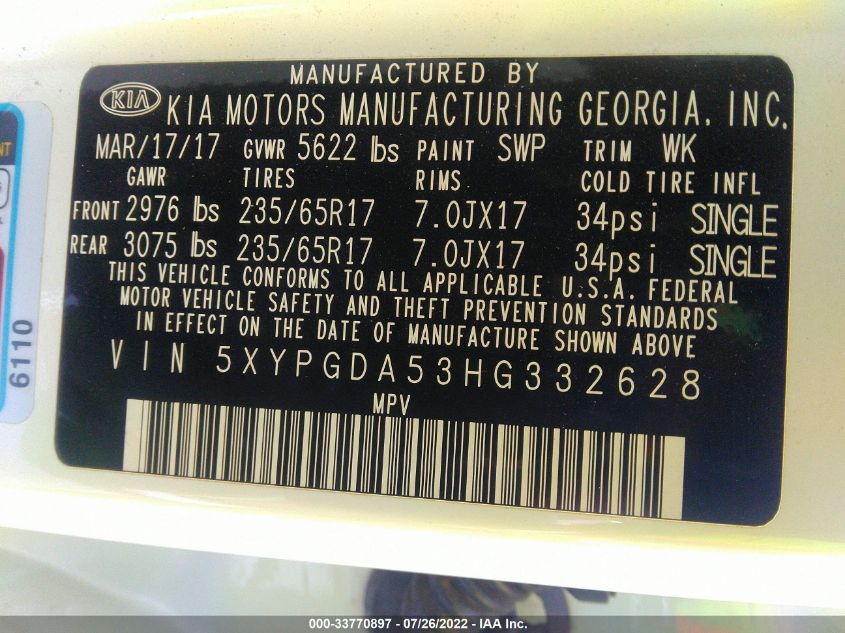 MANUFACTURED BY
KIA KIA MOTORS MANUFACTURING GEORGIA, INC.
MAR/17/17 GVWR 5622 lbs PAINT SWP TRIM WK
GAWR TIRES RIMS COLD TIRE INFL
FRONT 2976 lbs 235/65R17 7.0JX17 34psi SINGLE
REAR 3075 lbs 235/65R17 7.0JX17 34psi SINGLE
THIS VEHICLE CONFORMS TO ALL APPLICABLE U.S.A. FEDERAL
MOTOR VEHICLE SAFETY AND THEFT PREVENTION STANDARDS
IN EFFECT ON THE DATE OF MANUFACTURE SHOWN ABOVE
VIN 5XYPGDA53HG332628
MPV
6110
000-33770897 - 07/26/2022 - IAA Inc.